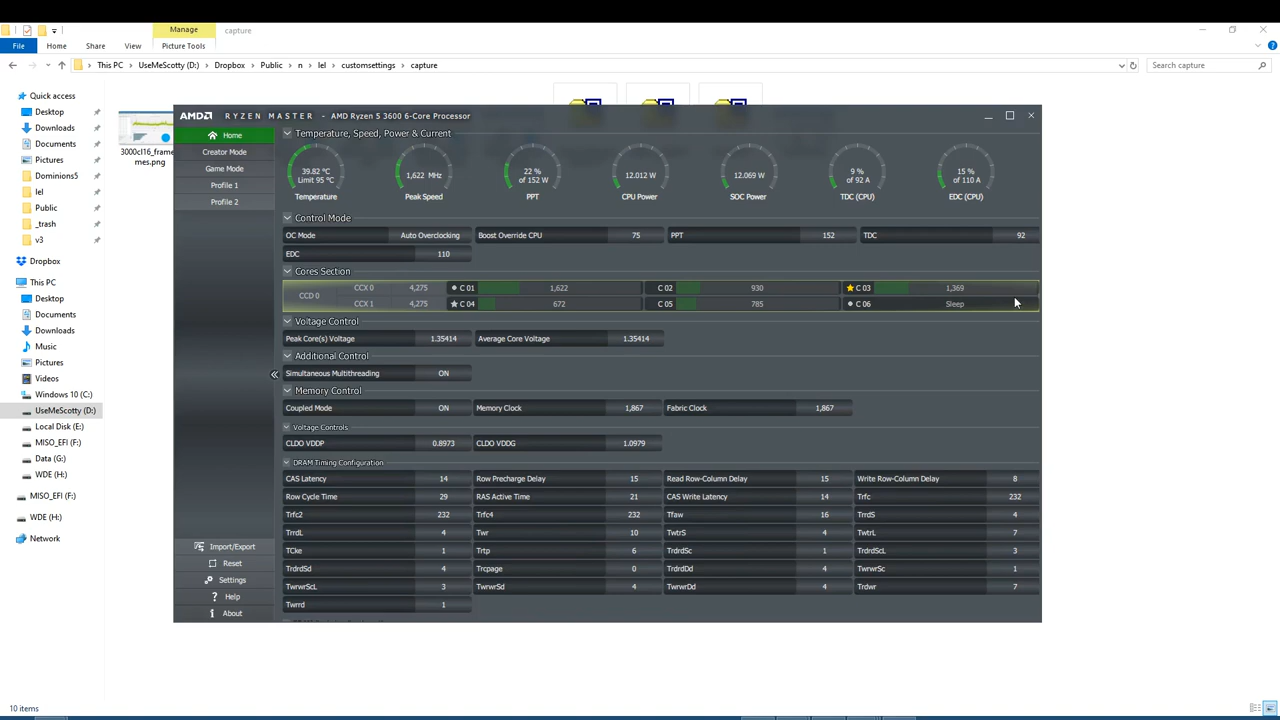 Manage
capture
File
Home
Share
View
Picture Tools
This PC
UseMeScotty (D:)
Dropbox
Public
n
lel
customsettings
capture
Search capture
Quick access
Desktop
Downloads
Documents
Pictures
Dominions5
lel
Public
_trash
v3
Dropbox
This PC
Desktop
Documents
Downloads
Music
Pictures
Videos
Windows 10 (C:)
UseMeScotty (D:)
Local Disk (E:)
MISO_EFI (F:)
Data (G:)
WDE (H:)
MISO_EFI (F:)
WDE (H:)
Network
3000cl16_frame
mes.png
AMD RYZEN MASTER - AMD Ryzen 5 3600 6-Core Processor
Home
Creator Mode
Game Mode
Profile 1
Profile 2
Import/Export
Reset
Settings
Help
About
Temperature, Speed, Power & Current
39.82 °C
Limit 95 °C
Temperature
1,622 MHz
Peak Speed
22 %
of 152 W
PPT
12.012 W
CPU Power
12.069 W
SOC Power
9 %
of 92 A
TDC (CPU)
15 %
of 110 A
EDC (CPU)
Control Mode
OC Mode Auto Overclocking Boost Override CPU 75 PPT 152 TDC 92
EDC 110
Cores Section
CCD 0
CCX 0 4,275 C 01 1,622 C 02 930 C 03 1,369
CCX 1 4,275 C 04 672 C 05 785 C 06 Sleep
Voltage Control
Peak Core(s) Voltage 1.35414 Average Core Voltage 1.35414
Additional Control
Simultaneous Multithreading ON
Memory Control
Coupled Mode ON Memory Clock 1,867 Fabric Clock 1,867
Voltage Controls
CLDO VDDP 0.8973 CLDO VDDG 1.0979
DRAM Timing Configuration
CAS Latency 14 Row Precharge Delay 15 Read Row-Column Delay 15 Write Row-Column Delay 8
Row Cycle Time 29 RAS Active Time 21 CAS Write Latency 14 Trfc 232
Trfc2 232 Trfc4 232 Tfaw 16 TrrdS 4
TrrdL 4 Twr 10 TwtrS 4 TwtrL 7
TCke 1 Trtp 6 TrdrdSc 1 TrdrdScL 3
TrdrdSd 4 Trcpage 0 TrdrdDd 4 TwrwrSc 1
TwrwrScL 3 TwrwrSd 4 TwrwrDd 4 Trdwr 7
Twrrd 1
10 items